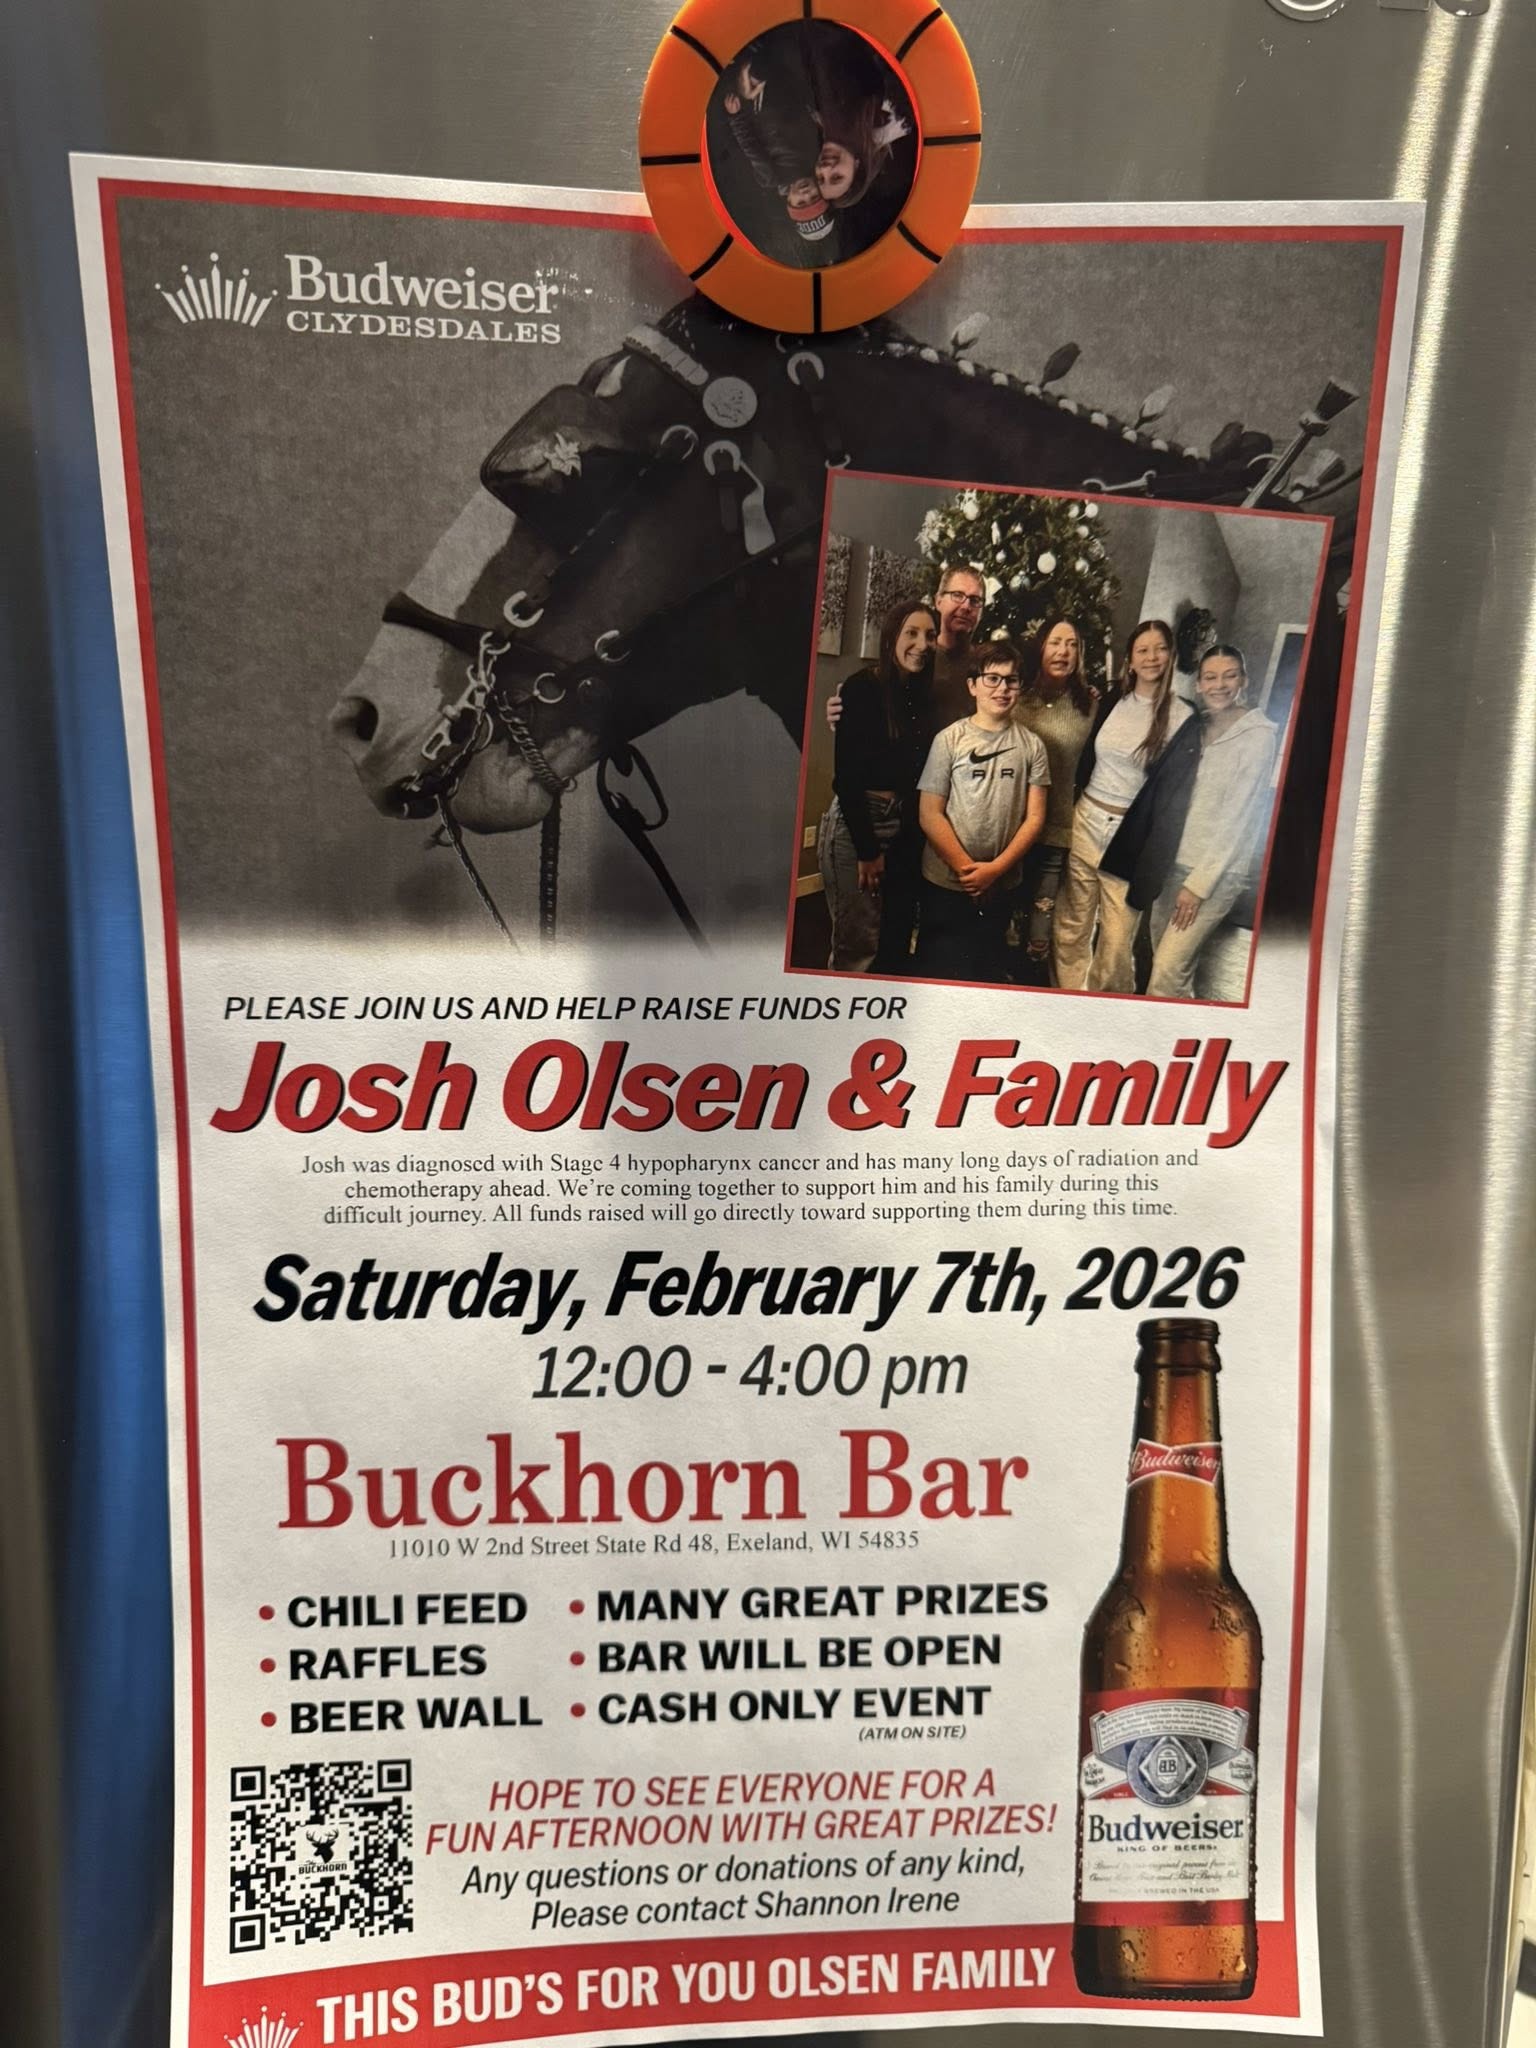 Budweiser
CLYDESDALES
PLEASE JOIN US AND HELP RAISE FUNDS FOR
Josh Olsen & Family
Josh was diagnosed with Stage 4 hypopharynx cancer and has many long days of radiation and
chemotherapy ahead. We're coming together to support him and his family during this
difficult journey. All funds raised will go directly toward supporting them during this time.
Saturday, February 7th, 2026
12:00 - 4:00 pm
Buckhorn Bar
11010 W 2nd Street State Rd 48, Exeland, WI 54835
• CHILI FEED
• RAFFLES
• BEER WALL
• MANY GREAT PRIZES
• BAR WILL BE OPEN
• CASH ONLY EVENT
(ATM ON SITE)
HOPE TO SEE EVERYONE FOR A
FUN AFTERNOON WITH GREAT PRIZES!
Any questions or donations of any kind,
Please contact Shannon Irene
BUCKHORN
THIS BUD'S FOR YOU OLSEN FAMILY
Budweiser
Budweiser
KING OF BEERS
BREWED IN THE USA
AIR